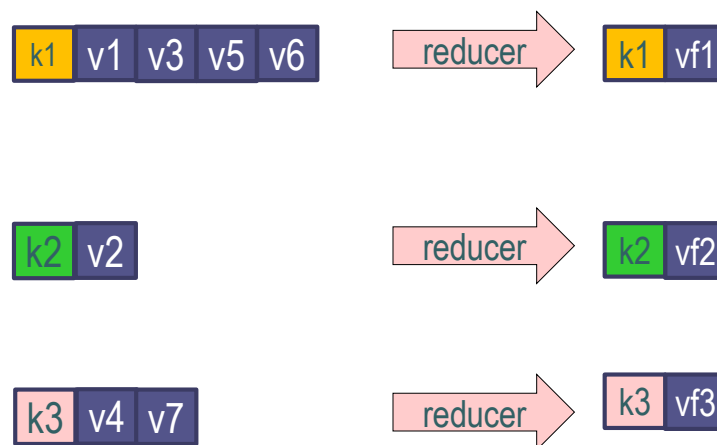 k1 v1 v3 v5 v6 reducer k1 vf1
k2 v2 reducer k2 vf2
k3 v4 v7 reducer k3 vf3